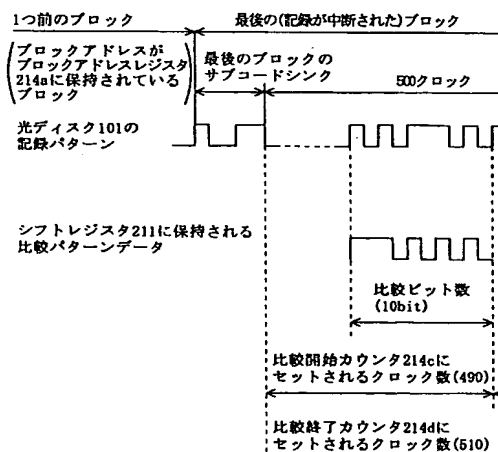 1つ前のブロック
最後の(記録が中断された)ブロック
(ブロックアドレスが
ブロックアドレスレジスタ
214aに保持されている
ブロック)
最後のブロックの
サブコードシンク
500クロック
光ディスク101の
記録パターン
シフトレジスタ211に保持される
比較パターンデータ
比較ビット数
(10bit)
比較開始カウンタ214cに
セットされるクロック数(490)
比較終了カウンタ214dに
セットされるクロック数(510)